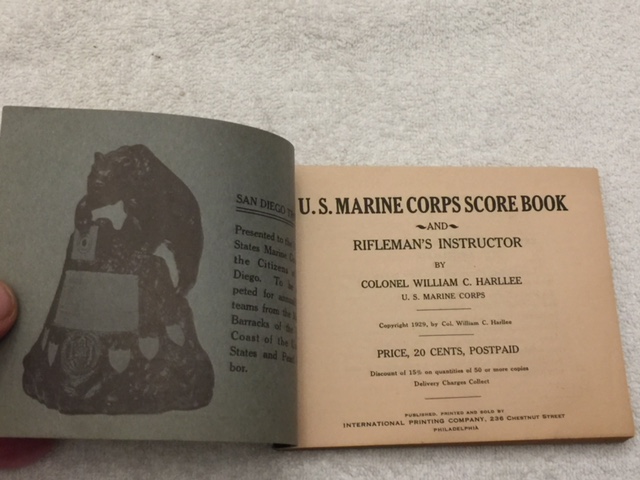 SAN DIEGO
Presented to the
States Marine
the Citizens
Diego. To
peted for
teams from the
Barracks of the
Coast of the
States and
bor.
U. S. MARINE CORPS SCORE BOOK
AND
RIFLEMAN'S INSTRUCTOR
BY
COLONEL WILLIAM C. HARLLEE
U. S. MARINE CORPS
Copyright 1929, by Col. William C. Harllee
PRICE, 20 CENTS, POSTPAID
Discount of 15% on quantities of 50 or more copies
Delivery Charges Collect
PUBLISHED, PRINTED AND SOLD BY
INTERNATIONAL PRINTING COMPANY, 236 CHESTNUT STREET
PHILADELPHIA